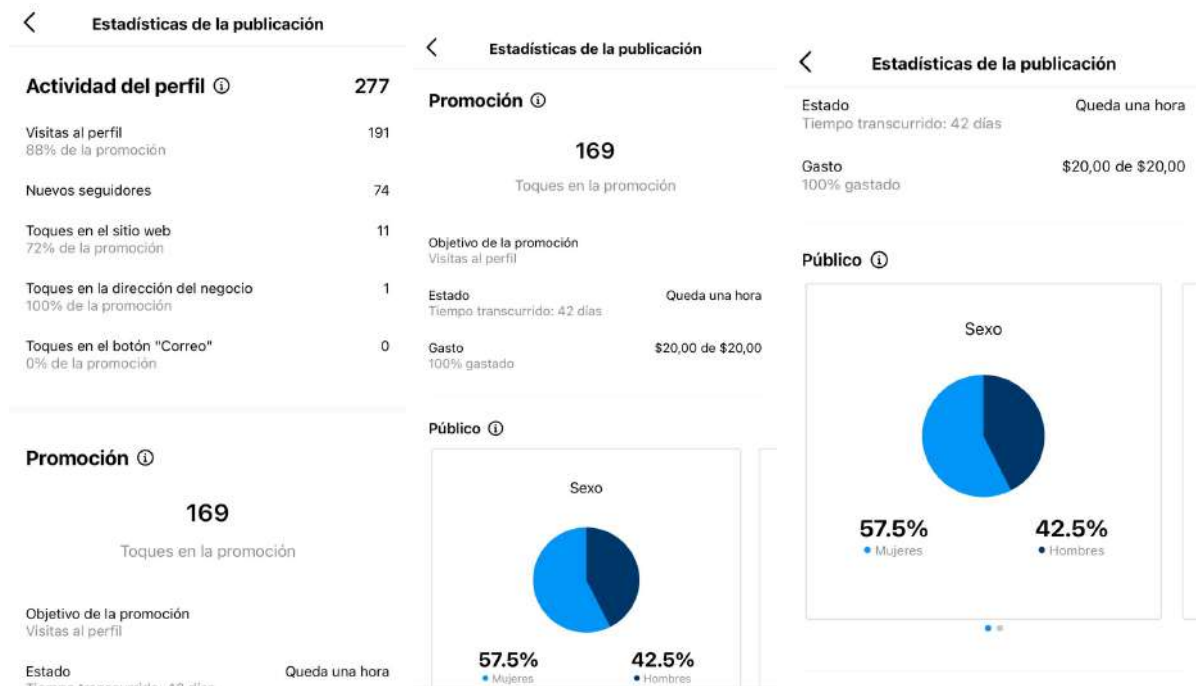 Estadísticas de la publicación
Actividad del perfil 277
Visitas al perfil 191
88% de la promoción
Nuevos seguidores 74
Toques en el sitio web 11
72% de la promoción
Toques en la dirección del negocio 1
100% de la promoción
Toques en el botón "Correo" 0
0% de la promoción
Promoción
169
Toques en la promoción
Objetivo de la promoción
Visitas al perfil
Estado Queda una hora
Estadísticas de la publicación
Promoción
169
Toques en la promoción
Objetivo de la promoción
Visitas al perfil
Estado Queda una hora
Tiempo transcurrido: 42 días
Gasto $20,00 de $20,00
100% gastado
Público
Sexo
57.5% 42.5%
Mujeres Hombres
Estadísticas de la publicación
Estado Queda una hora
Tiempo transcurrido: 42 días
Gasto $20,00 de $20,00
100% gastado
Público
Sexo
57.5% 42.5%
Mujeres Hombres